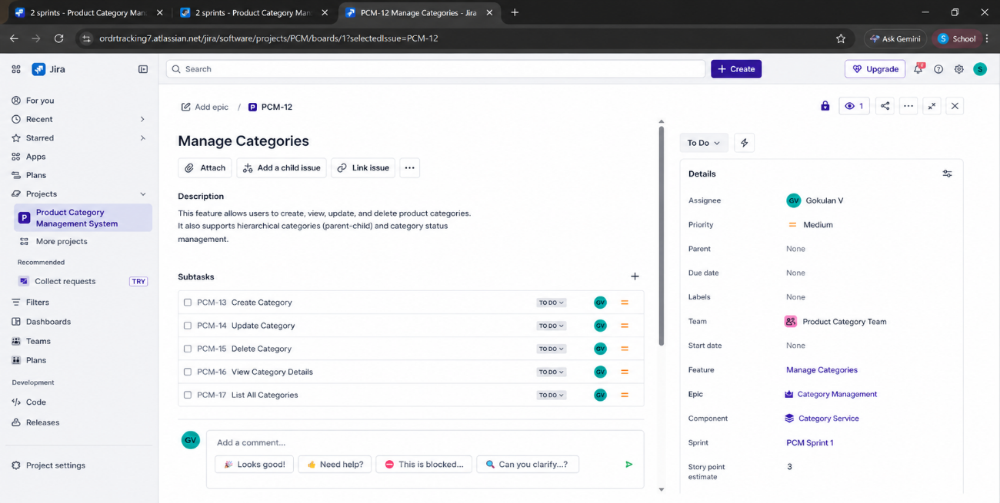 2 sprints - Product Category Man
2 sprints - Product Category Man
PCM-12 Manage Categories - Jira
ordrtracking7.atlassian.net/jira/software/projects/PCM/boards/1?selectedIssue=PCM-12
Ask Gemini
S
School
Jira
Search
Create
Upgrade
S
For you
Recent
Starred
Apps
Plans
Projects
P
Product Category
Management System
More projects
Recommended
Collect requests
TRY
Filters
Dashboards
Teams
Plans
Development
Code
Releases
Project settings
Add epic / P PCM-12
1
Manage Categories
Attach
Add a child issue
Link issue
Description
This feature allows users to create, view, update, and delete product categories.
It also supports hierarchical categories (parent-child) and category status
management.
Subtasks
PCM-13 Create Category TO DO GV
PCM-14 Update Category TO DO GV
PCM-15 Delete Category TO DO GV
PCM-16 View Category Details TO DO GV
PCM-17 List All Categories TO DO GV
GV
Add a comment...
Looks good!
Need help?
This is blocked...
Can you clarify...?
To Do
Details
Assignee GV Gokulan V
Priority Medium
Parent None
Due date None
Labels None
Team Product Category Team
Start date None
Feature Manage Categories
Epic Category Management
Component Category Service
Sprint PCM Sprint 1
Story point
estimate
3